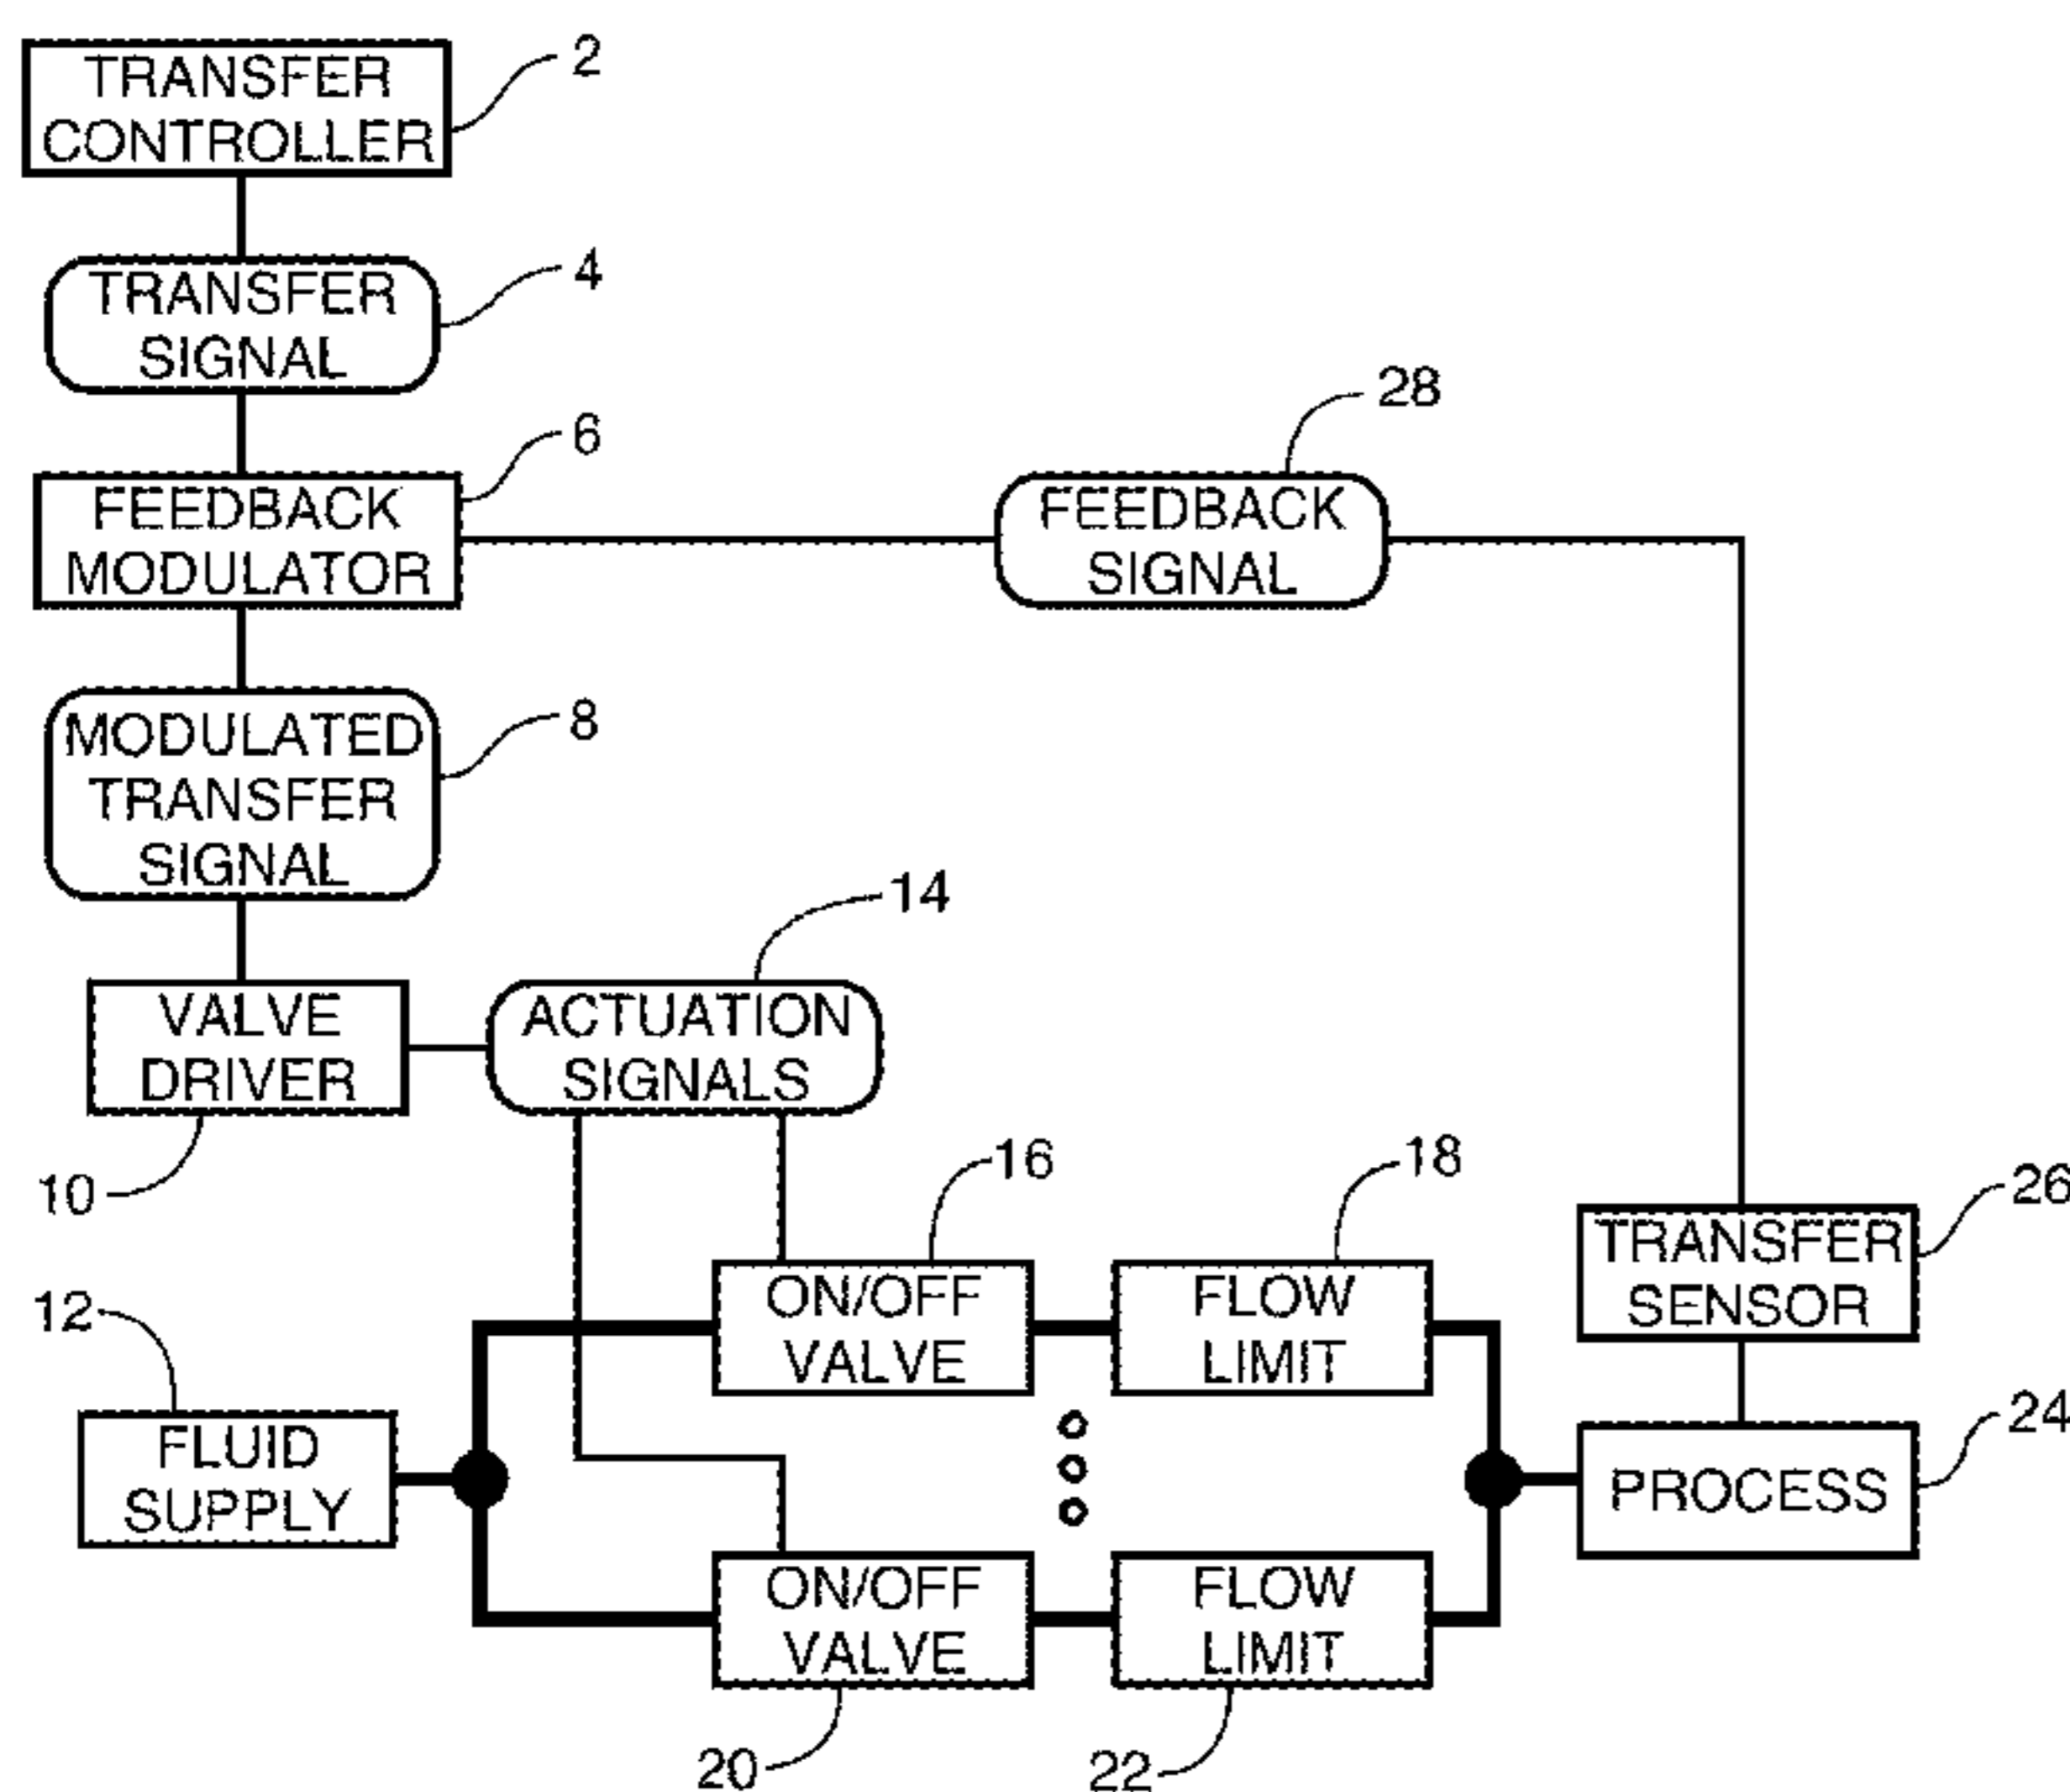 TRANSFER
CONTROLLER
2
TRANSFER
SIGNAL
4
FEEDBACK
MODULATOR
6
FEEDBACK
SIGNAL
28
MODULATED
TRANSFER
SIGNAL
8
VALVE
DRIVER
10
ACTUATION
SIGNALS
14
ON/OFF
VALVE
16
FLOW
LIMIT
18
TRANSFER
SENSOR
26
12
FLUID
SUPPLY
PROCESS
24
ON/OFF
VALVE
20
FLOW
LIMIT
22